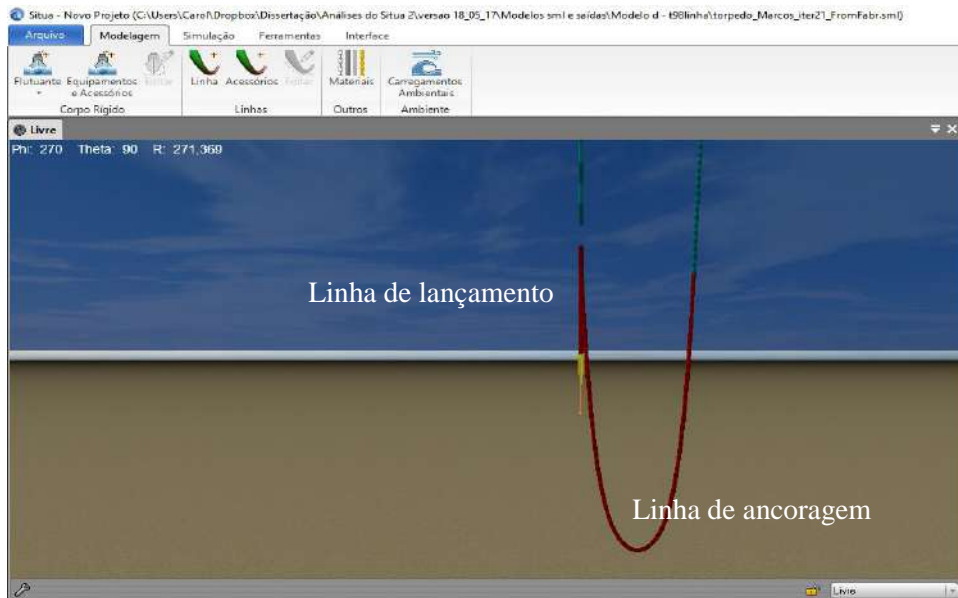 Situa - Novo Projeto (C:\Users\Carol\Dropbox\Dissertação\Análises do Situa 2\versao 18_05_17\Modelos sml e saídas\Modelo d - t98linha\torpedo_Marcos_iter21_FromFabr.sml)
Arquivo Modelagem Simulação Ferramentas Interface
Flutuante Equipamentos e Acessórios Editar Linha Acessórios Editar Materiais Carregamentos Ambientais
Corpo Rígido Linhas Outros Ambiente
Livre
Phi: 270 Theta: 90 R: 271,369
Linha de lançamento
Linha de ancoragem
Livre